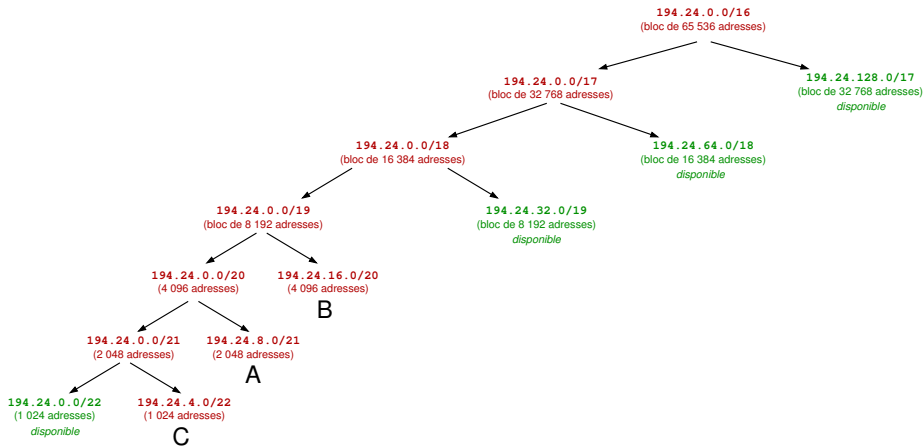 194.24.0.0/16
(bloc de 65 536 adresses)
194.24.0.0/17
(bloc de 32 768 adresses)
194.24.128.0/17
(bloc de 32 768 adresses)
disponible
194.24.0.0/18
(bloc de 16 384 adresses)
194.24.64.0/18
(bloc de 16 384 adresses)
disponible
194.24.0.0/19
(bloc de 8 192 adresses)
194.24.32.0/19
(bloc de 8 192 adresses)
disponible
194.24.0.0/20
(4 096 adresses)
194.24.16.0/20
(4 096 adresses)
B
194.24.0.0/21
(2 048 adresses)
194.24.8.0/21
(2 048 adresses)
A
194.24.0.0/22
(1 024 adresses)
disponible
194.24.4.0/22
(1 024 adresses)
C